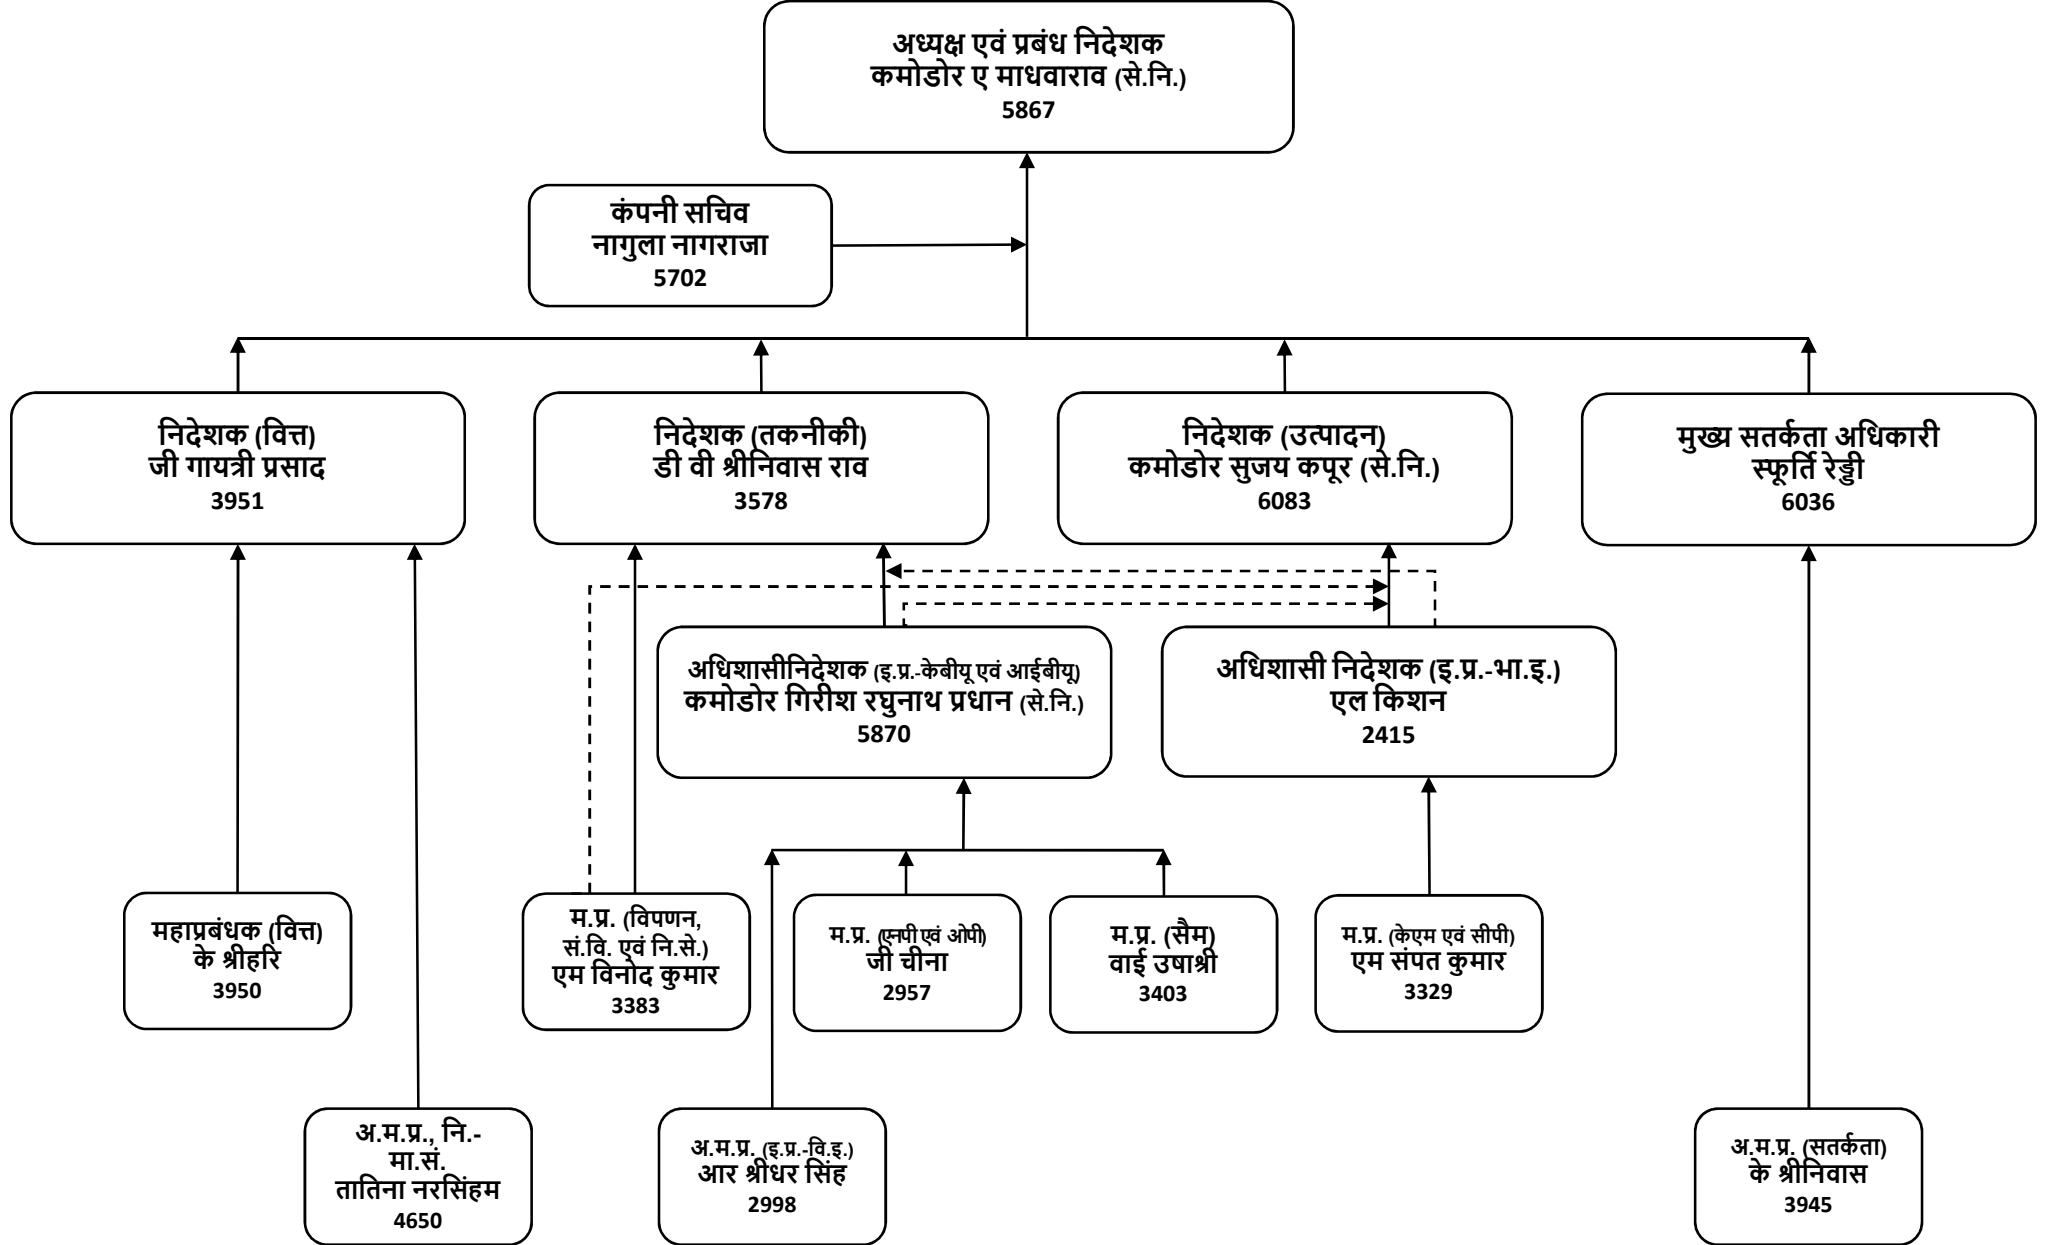 अध्यक्ष एवं प्रबंध निदेशक
कमोडोर ए माधवाराव (से.नि.)
5867
कंपनी सचिव
नागुला नागराजा
5702
निदेशक (वित्त)
जी गायत्री प्रसाद
3951
निदेशक (तकनीकी)
डी वी श्रीनिवास राव
3578
निदेशक (उत्पादन)
कमोडोर सुजय कपूर (से.नि.)
6083
मुख्य सतर्कता अधिकारी
स्फूर्ति रेड्डी
6036
अधिशासीनिदेशक (इ.प्र.-केबीयू एवं आईबीयू)
कमोडोर गिरीश रघुनाथ प्रधान (से.नि.)
5870
अधिशासी निदेशक (इ.प्र.-भा.इ.)
एल किशन
2415
महाप्रबंधक (वित्त)
के श्रीहरि
3950
म.प्र. (विपणन,
सं.वि. एवं नि.से.)
एम विनोद कुमार
3383
म.प्र. (एनपी एवं ओपी)
जी चीना
2957
म.प्र. (सैम)
वाई उषाश्री
3403
म.प्र. (केएम एवं सीपी)
एम संपत कुमार
3329
अ.म.प्र., नि.-
मा.सं.
तातिना नरसिंहम
4650
अ.म.प्र. (इ.प्र.-वि.इ.)
आर श्रीधर सिंह
2998
अ.म.प्र. (सतर्कता)
के श्रीनिवास
3945